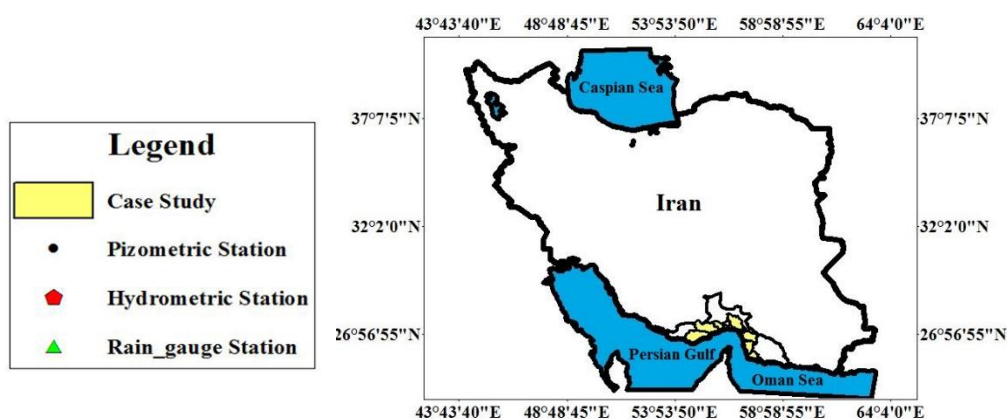 Legend
Case Study
Pizometric Station
Hydrometric Station
Rain_gauge Station
43°43'40"E 48°48'45"E 53°53'50"E 58°58'55"E 64°4'0"E
Caspian Sea
37°7'5"N 37°7'5"N
Iran
32°2'0"N 32°2'0"N
26°56'55"N 26°56'55"N
Persian Gulf
Oman Sea
43°43'40"E 48°48'45"E 53°53'50"E 58°58'55"E 64°4'0"E